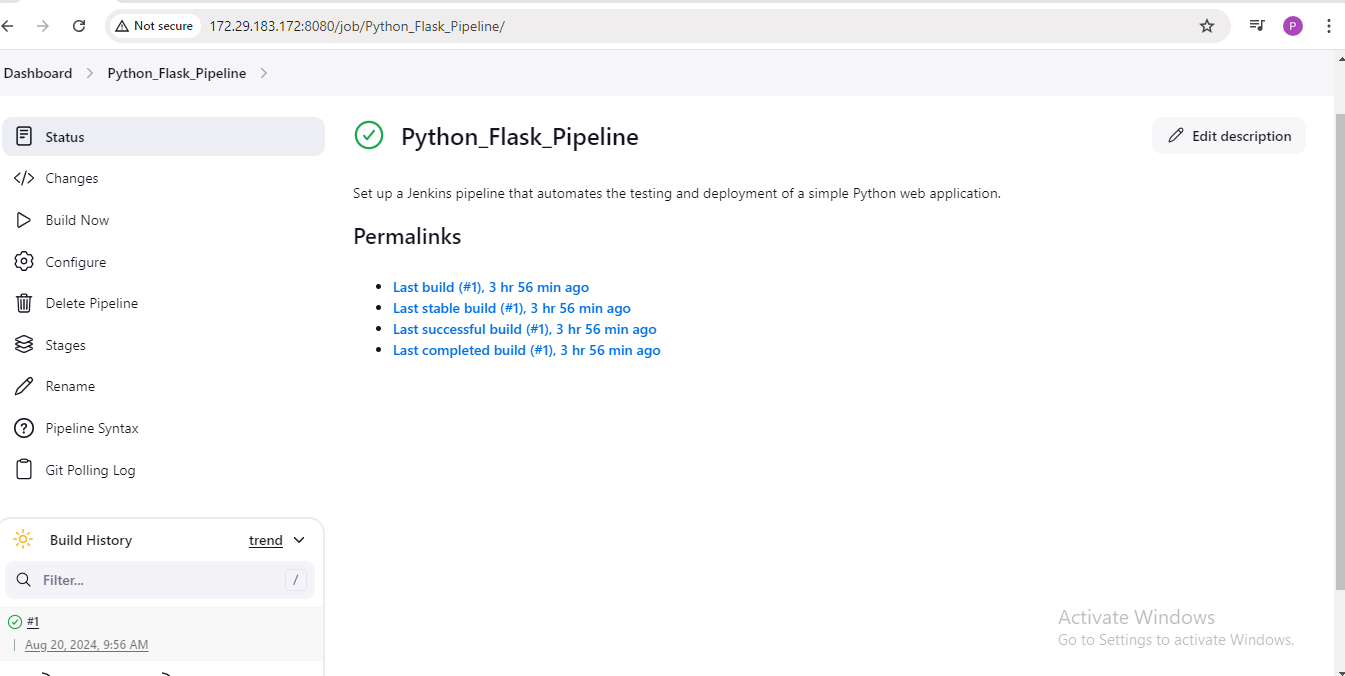 Not secure 172.29.183.172:8080/job/Python_Flask_Pipeline/ P
Dashboard Python_Flask_Pipeline
Status
Changes
Build Now
Configure
Delete Pipeline
Stages
Rename
Pipeline Syntax
Git Polling Log
Build History trend
Filter... /
#1
Aug 20, 2024, 9:56 AM
Python_Flask_Pipeline
Edit description
Set up a Jenkins pipeline that automates the testing and deployment of a simple Python web application.
Permalinks
Last build (#1), 3 hr 56 min ago
Last stable build (#1), 3 hr 56 min ago
Last successful build (#1), 3 hr 56 min ago
Last completed build (#1), 3 hr 56 min ago
Activate Windows
Go to Settings to activate Windows.